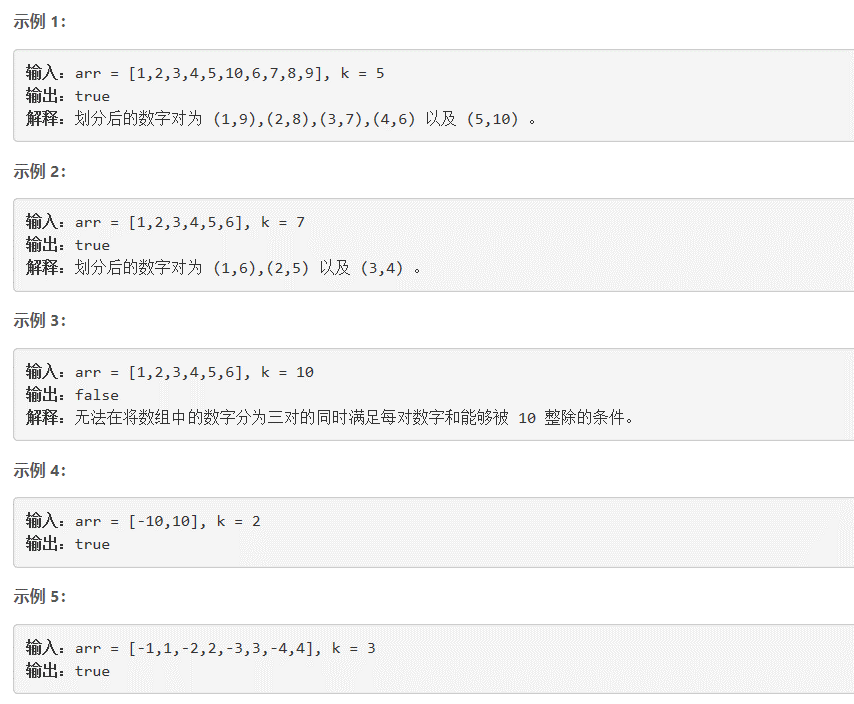 示例 1：
输入：arr = [1,2,3,4,5,10,6,7,8,9], k = 5
输出：true
解释：划分后的数字对为 (1,9),(2,8),(3,7),(4,6) 以及 (5,10) 。
示例 2：
输入：arr = [1,2,3,4,5,6], k = 7
输出：true
解释：划分后的数字对为 (1,6),(2,5) 以及 (3,4) 。
示例 3：
输入：arr = [1,2,3,4,5,6], k = 10
输出：false
解释：无法在将数组中的数字分为三对的同时满足每对数字和能够被 10 整除的条件。
示例 4：
输入：arr = [-10,10], k = 2
输出：true
示例 5：
输入：arr = [-1,1,-2,2,-3,3,-4,4], k = 3
输出：true